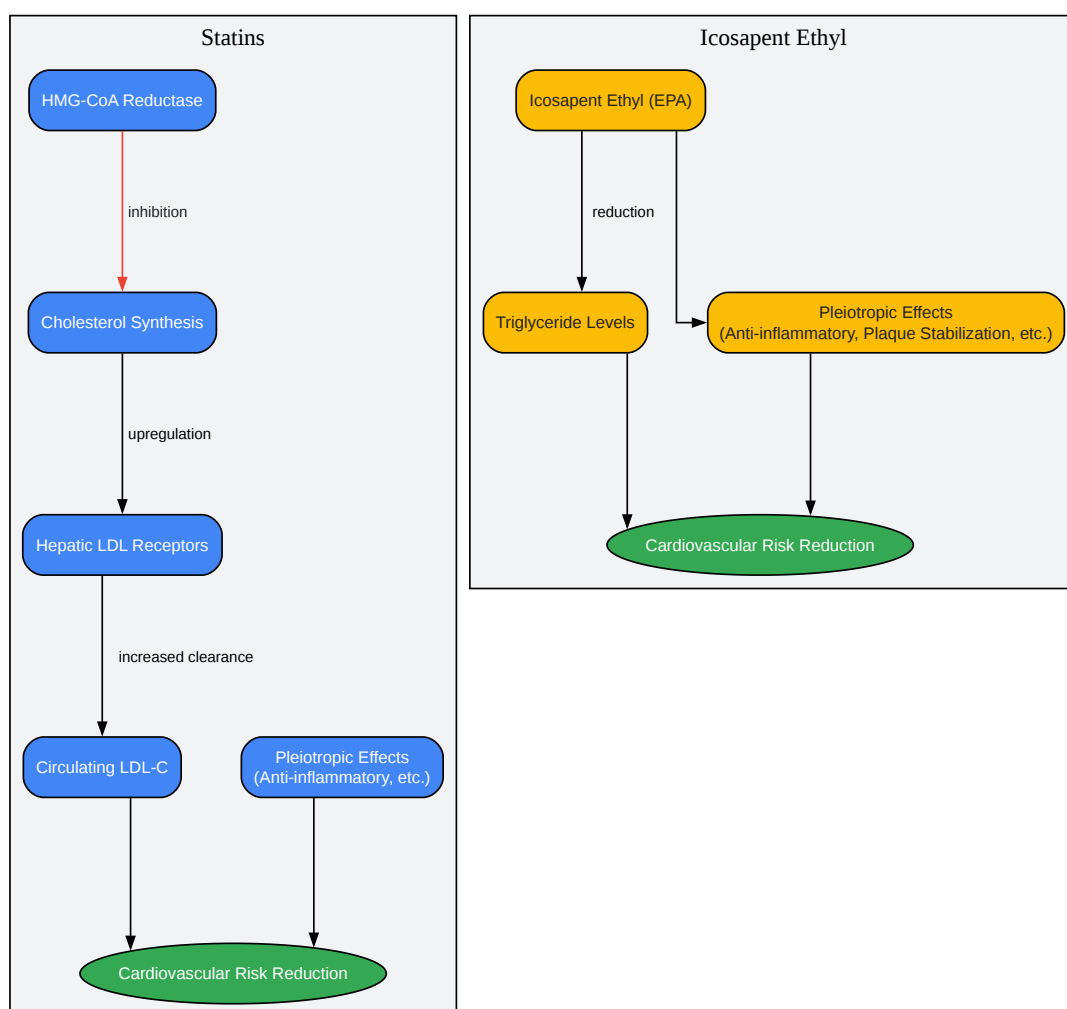 Statins
HMG-CoA Reductase
inhibition
Cholesterol Synthesis
upregulation
Hepatic LDL Receptors
increased clearance
Circulating LDL-C
Pleiotropic Effects
(Anti-inflammatory, etc.)
Cardiovascular Risk Reduction
Icosapent Ethyl
Icosapent Ethyl (EPA)
reduction
Triglyceride Levels
Pleiotropic Effects
(Anti-inflammatory, Plaque Stabilization, etc.)
Cardiovascular Risk Reduction